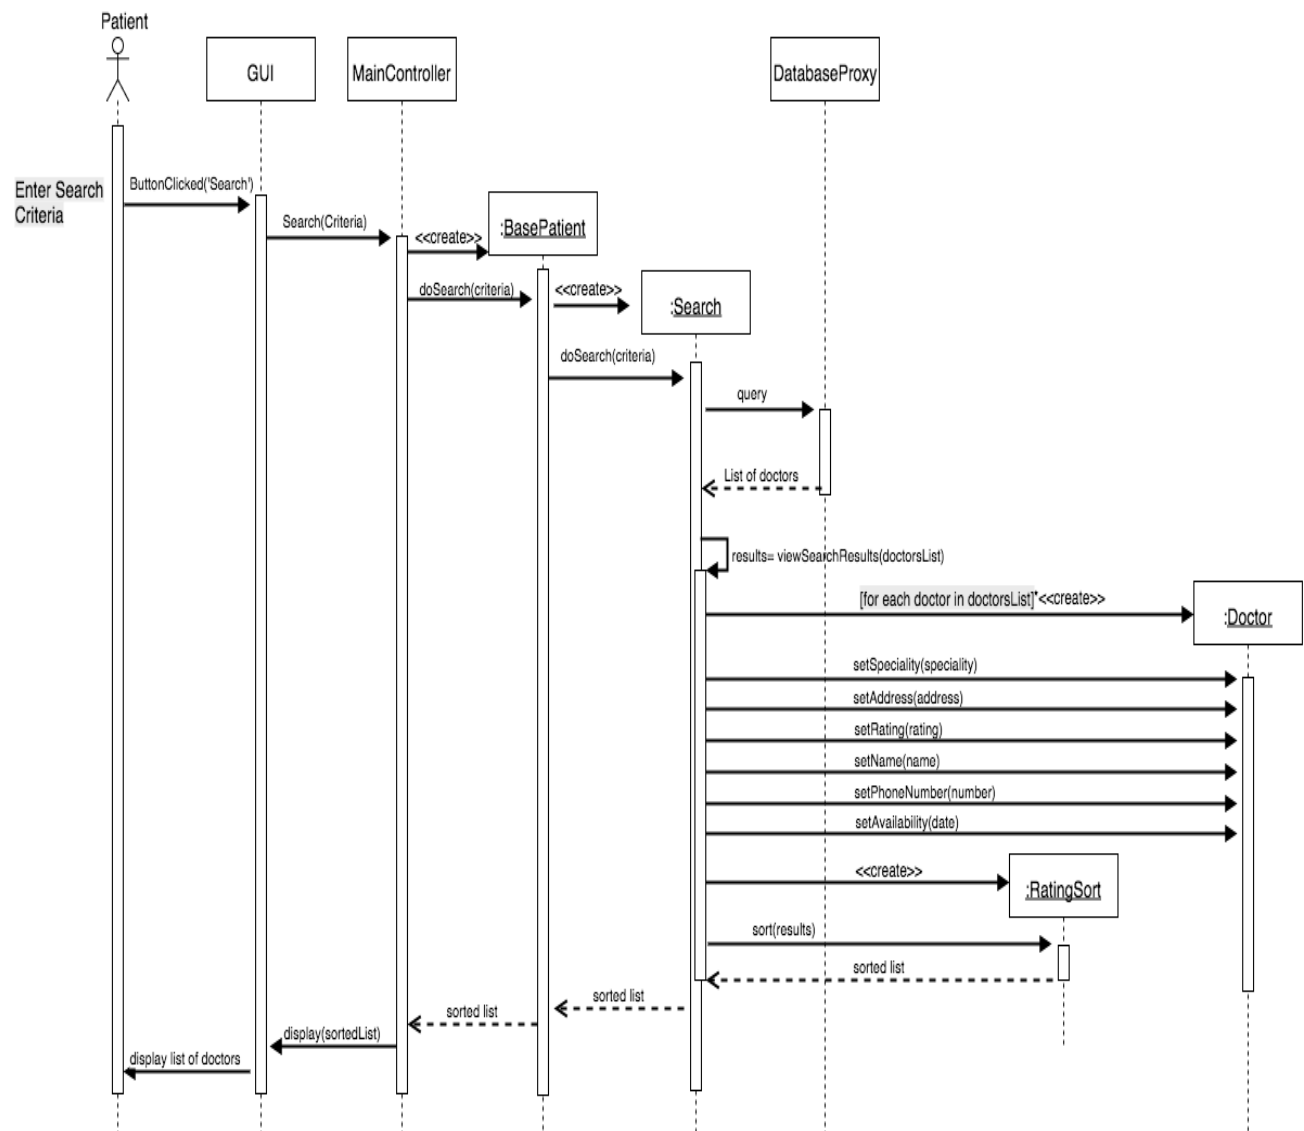 Patient
GUI
MainController
DatabaseProxy
Enter Search
Criteria
ButtonClicked('Search')
Search(Criteria)
<<create>>
:BasePatient
doSearch(criteria)
<<create>>
:Search
doSearch(criteria)
query
List of doctors
results= viewSearchResults(doctorsList)
[for each doctor in doctorsList]*<<create>>
:Doctor
setSpeciality(speciality)
setAddress(address)
setRating(rating)
setName(name)
setPhoneNumber(number)
setAvailability(date)
<<create>>
:RatingSort
sort(results)
sorted list
sorted list
sorted list
display(sortedList)
display list of doctors